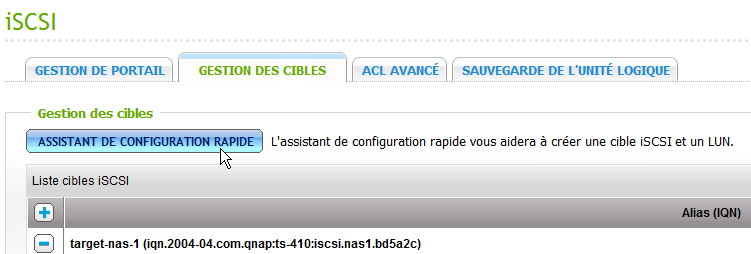 iSCSI
GESTION DE PORTAIL GESTION DES CIBLES ACL AVANCÉ SAUVEGARDE DE L'UNITÉ LOGIQUE
Gestion des cibles
ASSISTANT DE CONFIGURATION RAPIDE L'assistant de configuration rapide vous aidera à créer une cible iSCSI et un LUN.
Liste cibles iSCSI
Alias (IQN)
target-nas-1 (iqn.2004-04.com.qnap:ts-410:iscsi.nas1.bd5a2c)